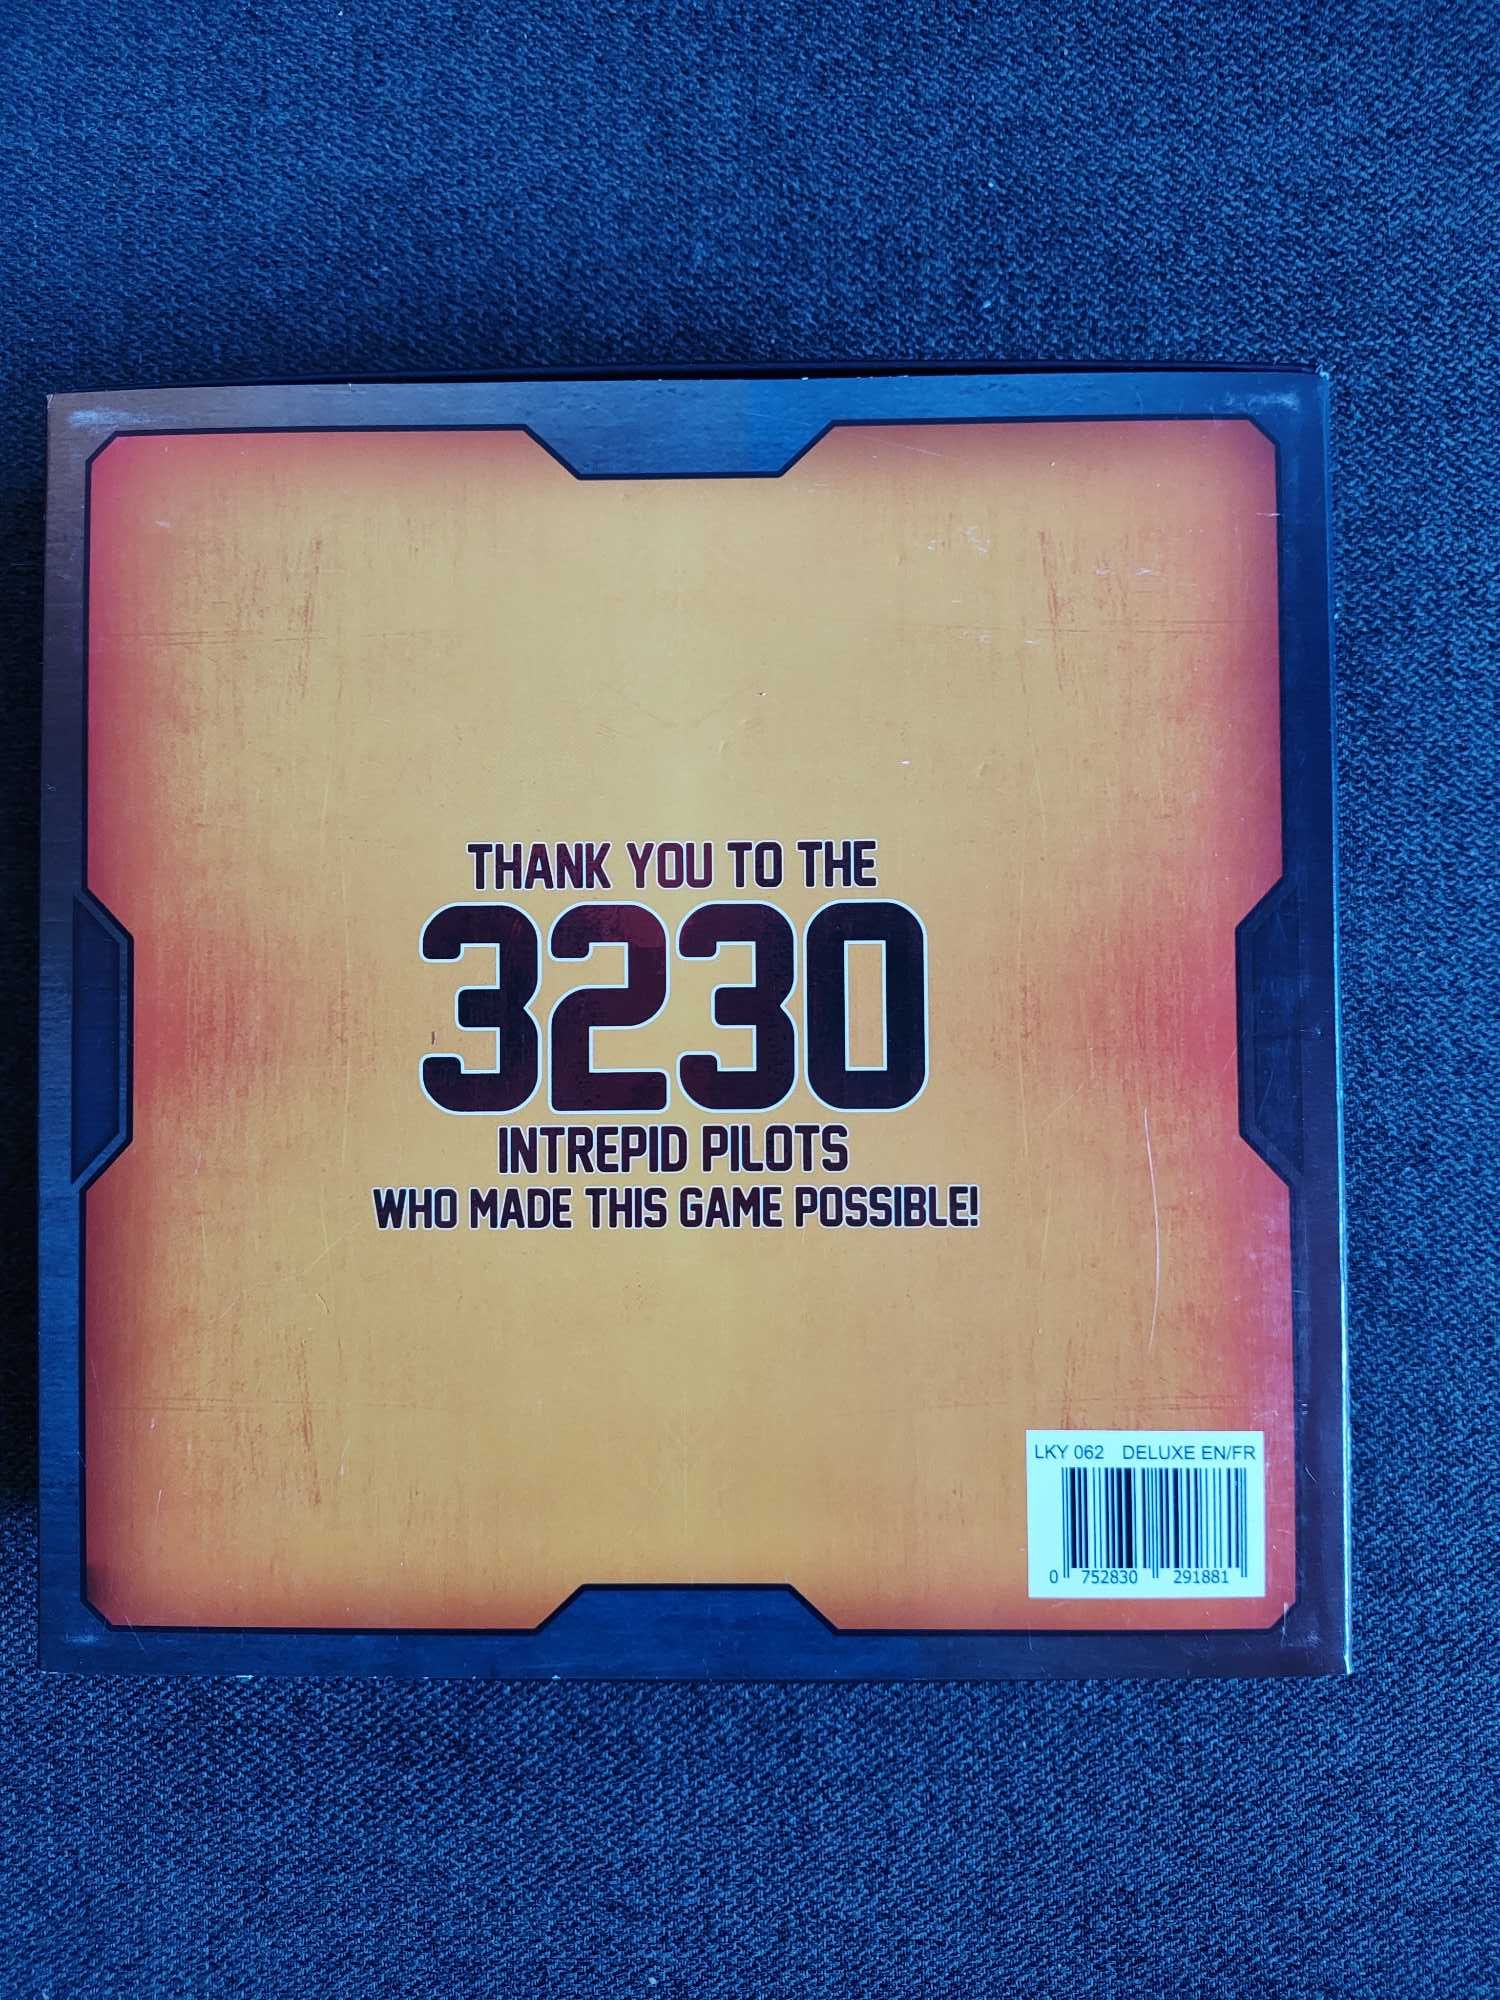 THANK YOU TO THE
3230
INTREPID PILOTS
WHO MADE THIS GAME POSSIBLE!
LKY 062 DELUXE EN/FR
0 752830 291881